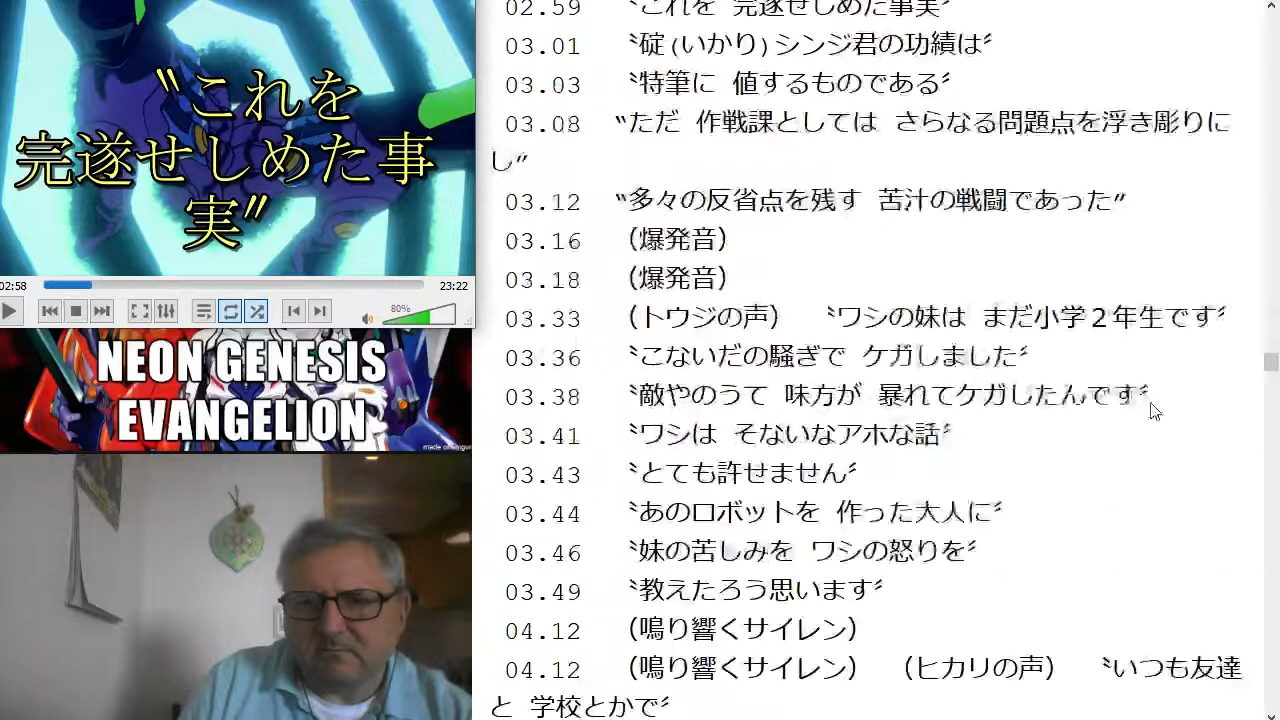 〝これを
完遂せしめた事
実〞
02:58
23:22
80%
NEON GENESIS
EVANGELION
02.59 〝これを 完遂せしめた事実〞
03.01 〝碇(いかり)シンジ君の功績は〞
03.03 〝特筆に 値するものである〞
03.08 〝ただ 作戦課としては さらなる問題点を浮き彫りに
し〞
03.12 〝多々の反省点を残す 苦汁の戦闘であった〞
03.16 (爆発音)
03.18 (爆発音)
03.33 (トウジの声) 〝ワシの妹は まだ小学２年生です〞
03.36 〝こないだの騒ぎで ケガしました〞
03.38 〝敵やのうて 味方が 暴れてケガしたんです〞
03.41 〝ワシは そないなアホな話〞
03.43 〝とても許せません〞
03.44 〝あのロボットを 作った大人に〞
03.46 〝妹の苦しみを ワシの怒りを〞
03.49 〝教えたろう思います〞
04.12 (鳴り響くサイレン)
04.12 (鳴り響くサイレン) (ヒカリの声) 〝いつも友達
と 学校とかで〞